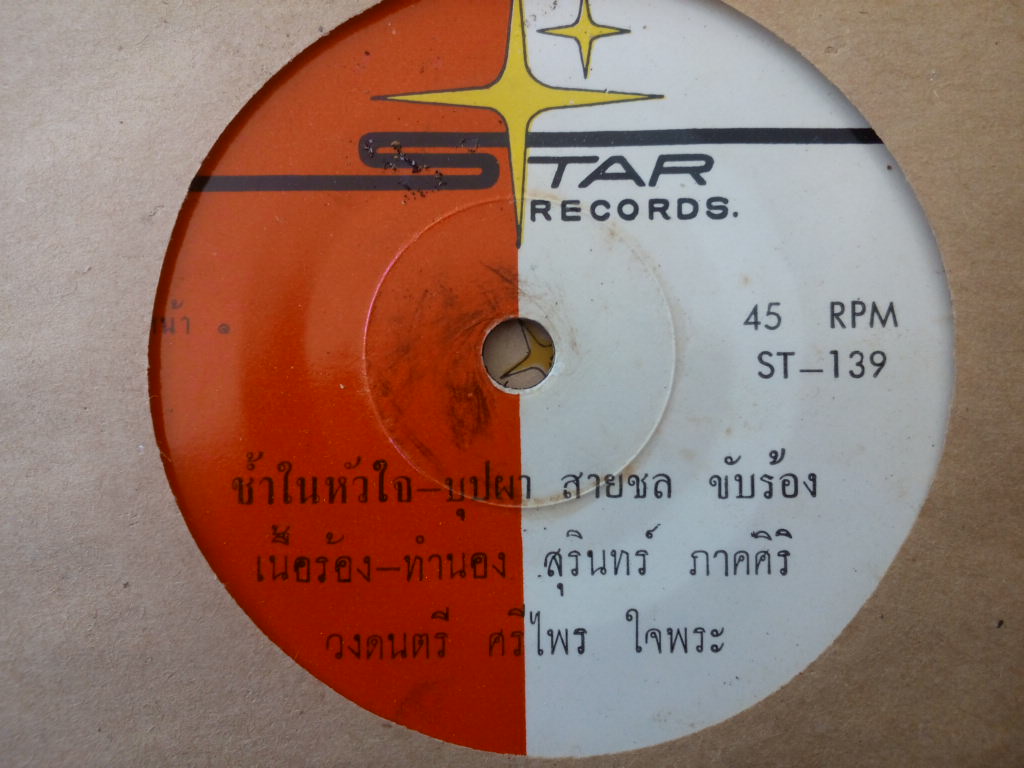 STAR
RECORDS.
45 RPM
หน้า ๑
ST–139
ช้ำในหัวใจ–บุปผา สายชล ขับร้อง
เนื้อร้อง–ทำนอง สุรินทร์ ภาคศิริ
วงดนตรี ศรีไพร ใจพระ